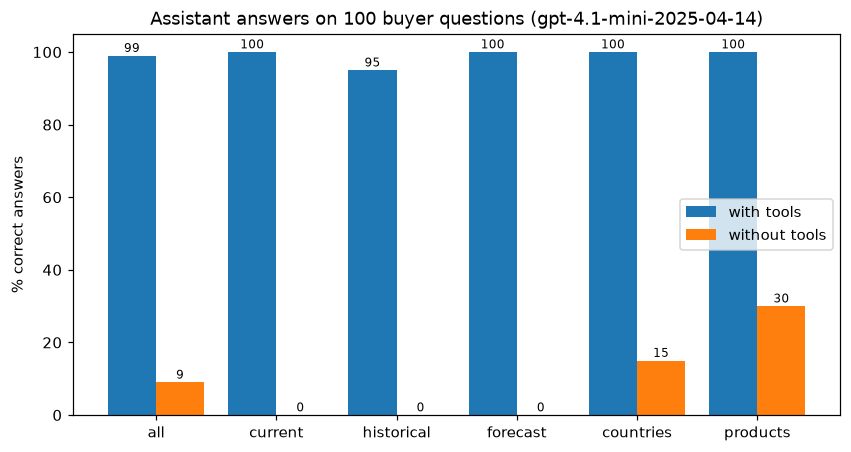 Assistant answers on 100 buyer questions (gpt-4.1-mini-2025-04-14)
% correct answers
100
80
60
40
20
0
99
9
100
0
95
0
100
0
100
15
100
30
with tools
without tools
all
current
historical
forecast
countries
products